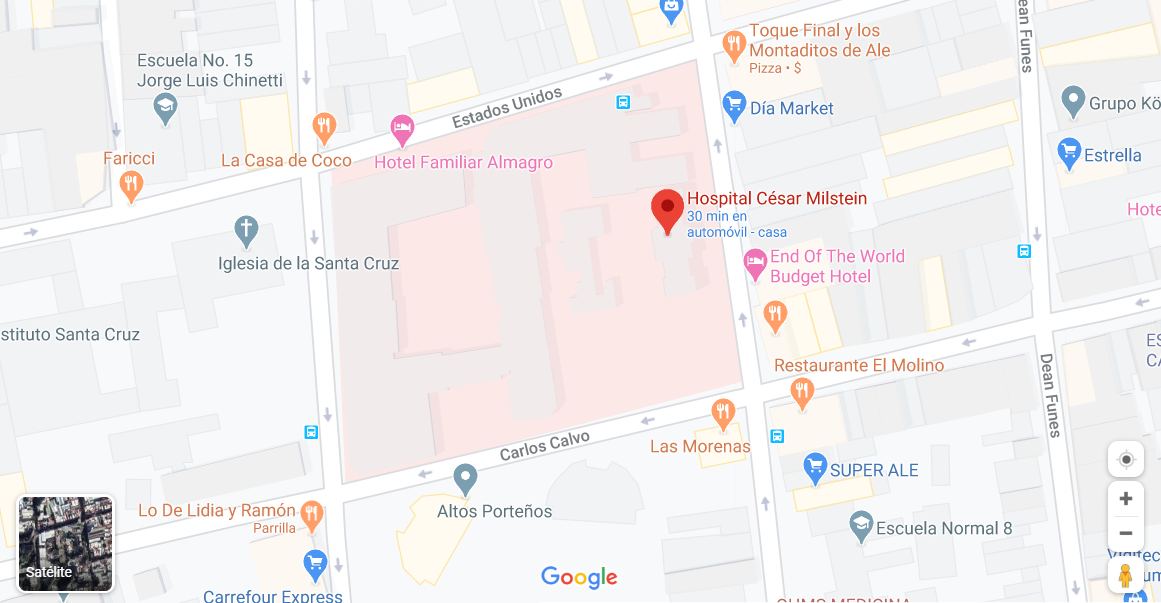 Toque Final y los
Montaditos de Ale
Pizza • $
Dean Funes
Escuela No. 15
Jorge Luis Chinetti
Estados Unidos
Día Market
Grupo Kö
Faricci
La Casa de Coco
Hotel Familiar Almagro
Estrella
Hospital César Milstein
30 min en
automóvil - casa
Hote
Iglesia de la Santa Cruz
End Of The World
Budget Hotel
stituto Santa Cruz
Restaurante El Molino
ES
CA
Dean Funes
Carlos Calvo
Las Morenas
SUPER ALE
Altos Porteños
Lo De Lidia y Ramón
Parrilla
Escuela Normal 8
Satélite
Google
Carrefour Express